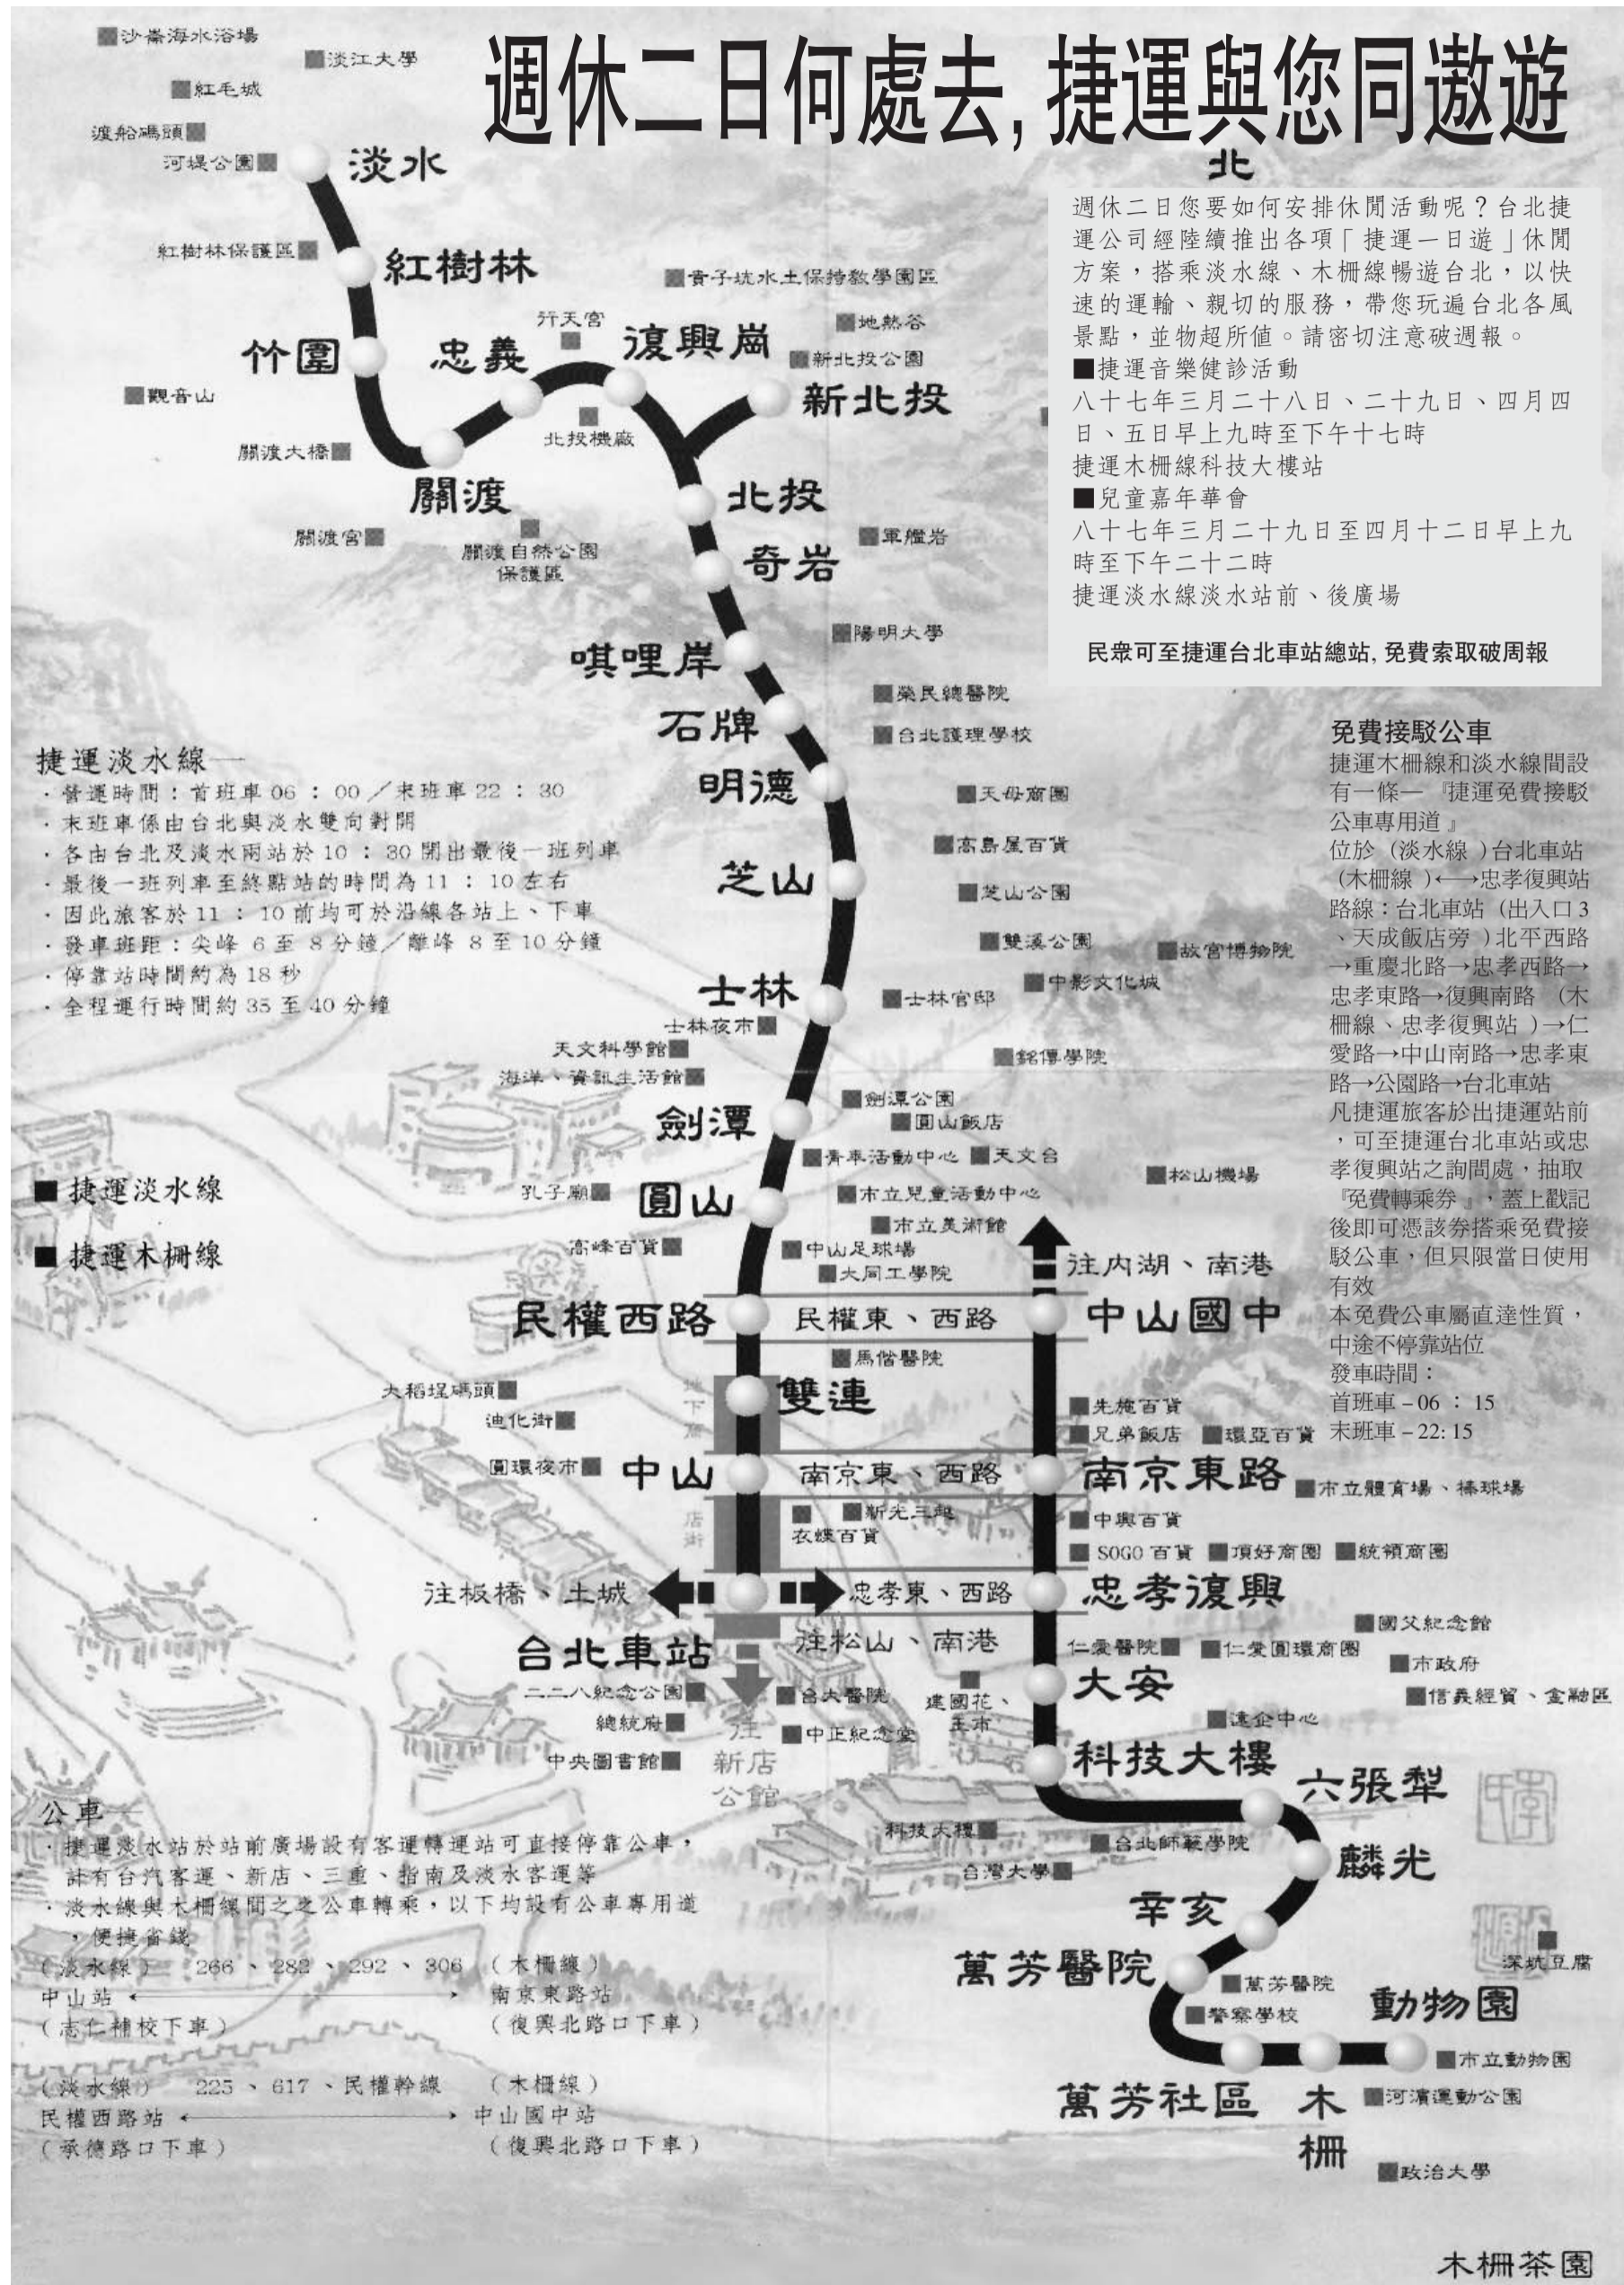 週休二日何處去,捷運與您同遨遊
北
週休二日您要如何安排休閒活動呢？台北捷
運公司經陸續推出各項「捷運一日遊」休閒
方案，搭乘淡水線、木柵線暢遊台北，以快
速的運輸、親切的服務，帶您玩遍台北各風
景點，並物超所值。請密切注意破週報。
■捷運音樂健診活動
八十七年三月二十八日、二十九日、四月四
日、五日早上九時至下午十七時
捷運木柵線科技大樓站
■兒童嘉年華會
八十七年三月二十九日至四月十二日早上九
時至下午二十二時
捷運淡水線淡水站前、後廣場
民眾可至捷運台北車站總站,免費索取破周報
沙崙海水浴場
淡江大學
紅毛城
渡船碼頭
河堤公園
淡水
紅樹林保護區
紅樹林
貴子坑水土保持教學園區
行天宮
地熱谷
竹圍
忠義
復興崗
新北投公園
觀音山
新北投
北投機廠
關渡大橋
關渡
北投
關渡宮
關渡自然公園
保護區
軍艦岩
奇岩
陽明大學
唭哩岸
榮民總醫院
石牌
台北護理學校
明德
天母商圈
高島屋百貨
芝山
芝山公園
雙溪公園
故宮博物院
中影文化城
士林
士林官邸
士林夜市
天文科學館
銘傳學院
海洋、資訊生活館
劍潭公園
圓山飯店
劍潭
青年活動中心
天文台
松山機場
孔子廟
圓山
市立兒童活動中心
市立美術館
高峰百貨
中山足球場
大同工學院
往內湖、南港
民權西路
民權東、西路
中山國中
馬偕醫院
大稻埕碼頭
雙連
地下商
店街
先施百貨
迪化街
兄弟飯店
環亞百貨
圓環夜市
中山
南京東、西路
南京東路
市立體育場、棒球場
新光三越
衣蝶百貨
中興百貨
SOGO 百貨
頂好商圈
統領商圈
往板橋、土城
忠孝東、西路
忠孝復興
國父紀念館
台北車站
往松山、南港
仁愛醫院
仁愛圓環商圈
市政府
大安
信義經貿、金融區
二二八紀念公園
台大醫院
建國花、
玉市
總統府
中正紀念堂
遠企中心
往
新店
公館
中央圖書館
科技大樓
六張犁
科技大樓
台北師範學院
台灣大學
麟光
辛亥
萬芳醫院
萬芳醫院
深坑豆腐
警察學校
動物園
市立動物園
萬芳社區
木
柵
河濱運動公園
政治大學
木柵茶園
捷運淡水線—
．營運時間：首班車06：00／末班車22：30
．末班車係由台北與淡水雙向對開
．各由台北及淡水兩站於10：30開出最後一班列車
．最後一班列車至終點站的時間為11：10左右
．因此旅客於11：10前均可於沿線各站上、下車
．發車班距：尖峰 6 至 8 分鐘／離峰 8 至 10 分鐘
．停靠站時間約為18秒
．全程運行時間約 35 至 40 分鐘
■捷運淡水線
■捷運木柵線
免費接駁公車
捷運木柵線和淡水線間設
有一條—『捷運免費接駁
公車專用道』
位於（淡水線）台北車站
（木柵線）←→忠孝復興站
路線：台北車站（出入口3
、天成飯店旁）北平西路
→重慶北路→忠孝西路→
忠孝東路→復興南路（木
柵線、忠孝復興站）→仁
愛路→中山南路→忠孝東
路→公園路→台北車站
凡捷運旅客於出捷運站前
，可至捷運台北車站或忠
孝復興站之詢問處，抽取
『免費轉乘券』，蓋上戳記
後即可憑該券搭乘免費接
駁公車，但只限當日使用
有效
本免費公車屬直達性質，
中途不停靠站位
發車時間：
首班車－06：15
末班車－22:15
公車—
．捷運淡水站於站前廣場設有客運轉運站可直接停靠公車，
計有台汽客運、新店、三重、指南及淡水客運等
．淡水線與木柵線間之之公車轉乘，以下均設有公車專用道
，便捷省錢
（淡水線） 266、282、292、306 （木柵線）
中山站 ←→ 南京東路站
（志仁補校下車） （復興北路口下車）
（淡水線） 225、617、民權幹線 （木柵線）
民權西路站 ←→ 中山國中站
（承德路口下車） （復興北路口下車）